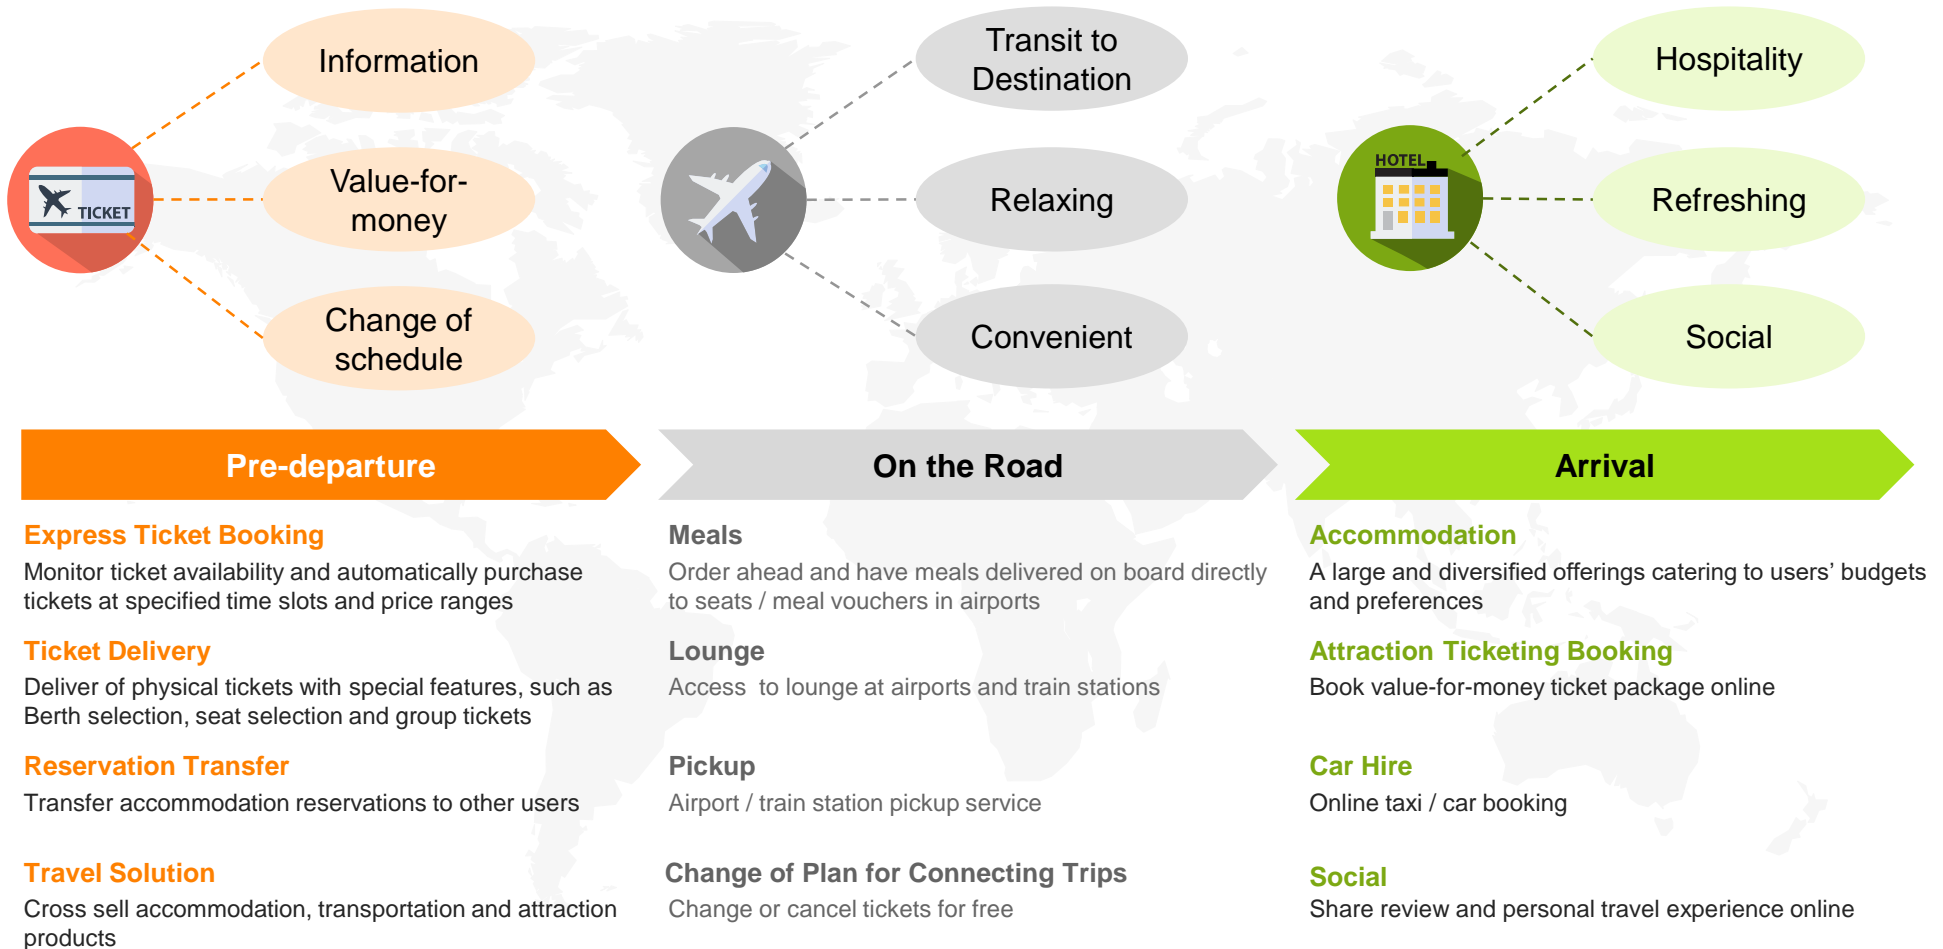 Information
Value-for-
money
Change of
schedule
TICKET
Transit to
Destination
Relaxing
Convenient
HOTEL
Hospitality
Refreshing
Social
Pre-departure
On the Road
Arrival
Express Ticket Booking
Monitor ticket availability and automatically purchase
tickets at specified time slots and price ranges
Ticket Delivery
Deliver of physical tickets with special features, such as
Berth selection, seat selection and group tickets
Reservation Transfer
Transfer accommodation reservations to other users
Travel Solution
Cross sell accommodation, transportation and attraction
products
Meals
Order ahead and have meals delivered on board directly
to seats / meal vouchers in airports
Lounge
Access  to lounge at airports and train stations
Pickup
Airport / train station pickup service
Change of Plan for Connecting Trips
Change or cancel tickets for free
Accommodation
A large and diversified offerings catering to users’ budgets
and preferences
Attraction Ticketing Booking
Book value-for-money ticket package online
Car Hire
Online taxi / car booking
Social
Share review and personal travel experience online